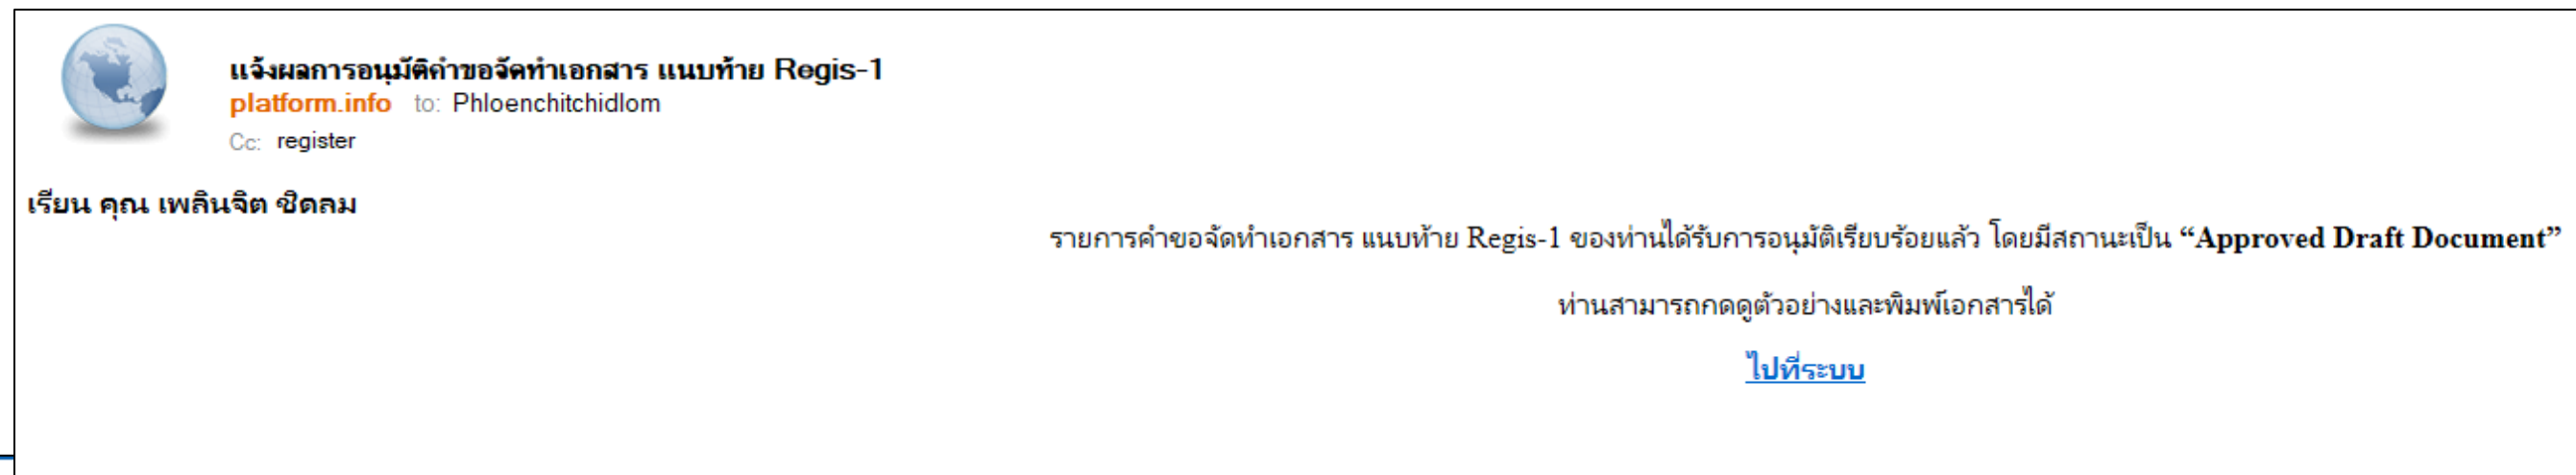 แจ้งผลการอนุมัติคำขอจัดทำเอกสาร แนบท้าย Regis-1
platform.info to: Phloenchitchidlom
Cc: register
เรียน คุณ เพลินจิต ชิดลม
รายการคำขอจัดทำเอกสาร แนบท้าย Regis-1 ของท่านได้รับการอนุมัติเรียบร้อยแล้ว โดยมีสถานะเป็น “Approved Draft Document”
ท่านสามารถกดดูตัวอย่างและพิมพ์เอกสารได้
ไปที่ระบบ